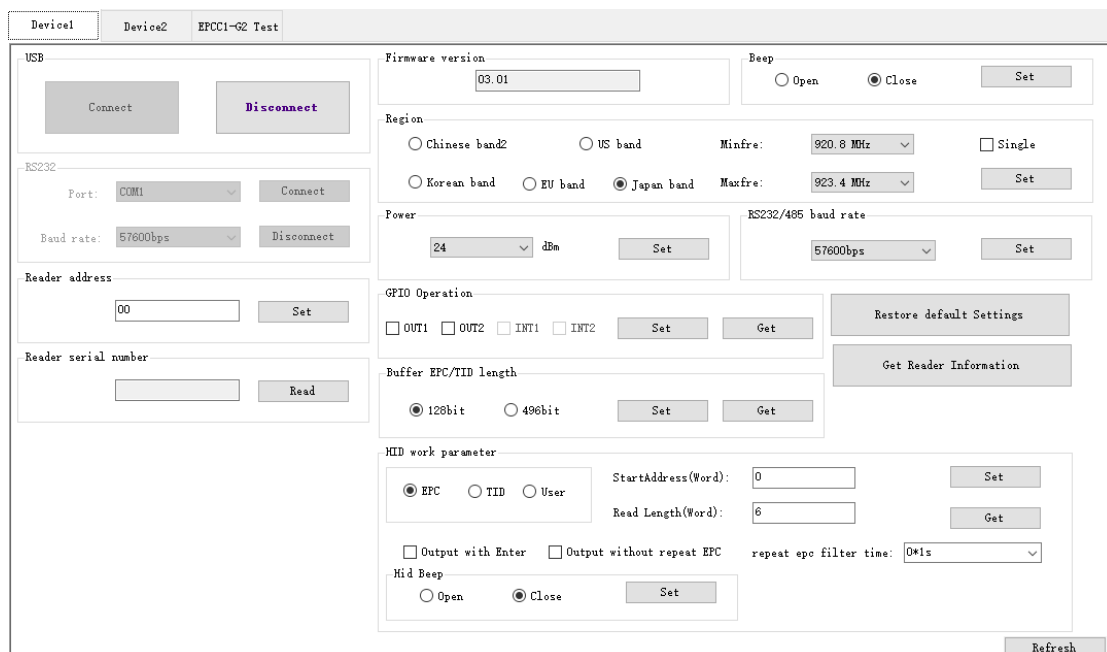 Device1 Device2 EPCC1-G2 Test
USB
Connect Disconnect
RS232
Port: COM1 Connect
Baud rate: 57600bps Disconnect
Reader address
00 Set
Reader serial number
Read
Firmware version
03.01
Beep
Open Close Set
Region
Chinese band2 US band Minfre: 920.8 MHz Single
Korean band EU band Japan band Maxfre: 923.4 MHz Set
Power
24 dBm Set
RS232/485 baud rate
57600bps Set
GPIO Operation
OUT1 OUT2 INT1 INT2 Set Get
Restore default Settings
Get Reader Information
Buffer EPC/TID length
128bit 496bit Set Get
HID work parameter
EPC TID User
StartAddress(Word): 0 Set
Read Length(Word): 6 Get
Output with Enter Output without repeat EPC repeat epc filter time: 0*1s
Hid Beep
Open Close Set
Refresh